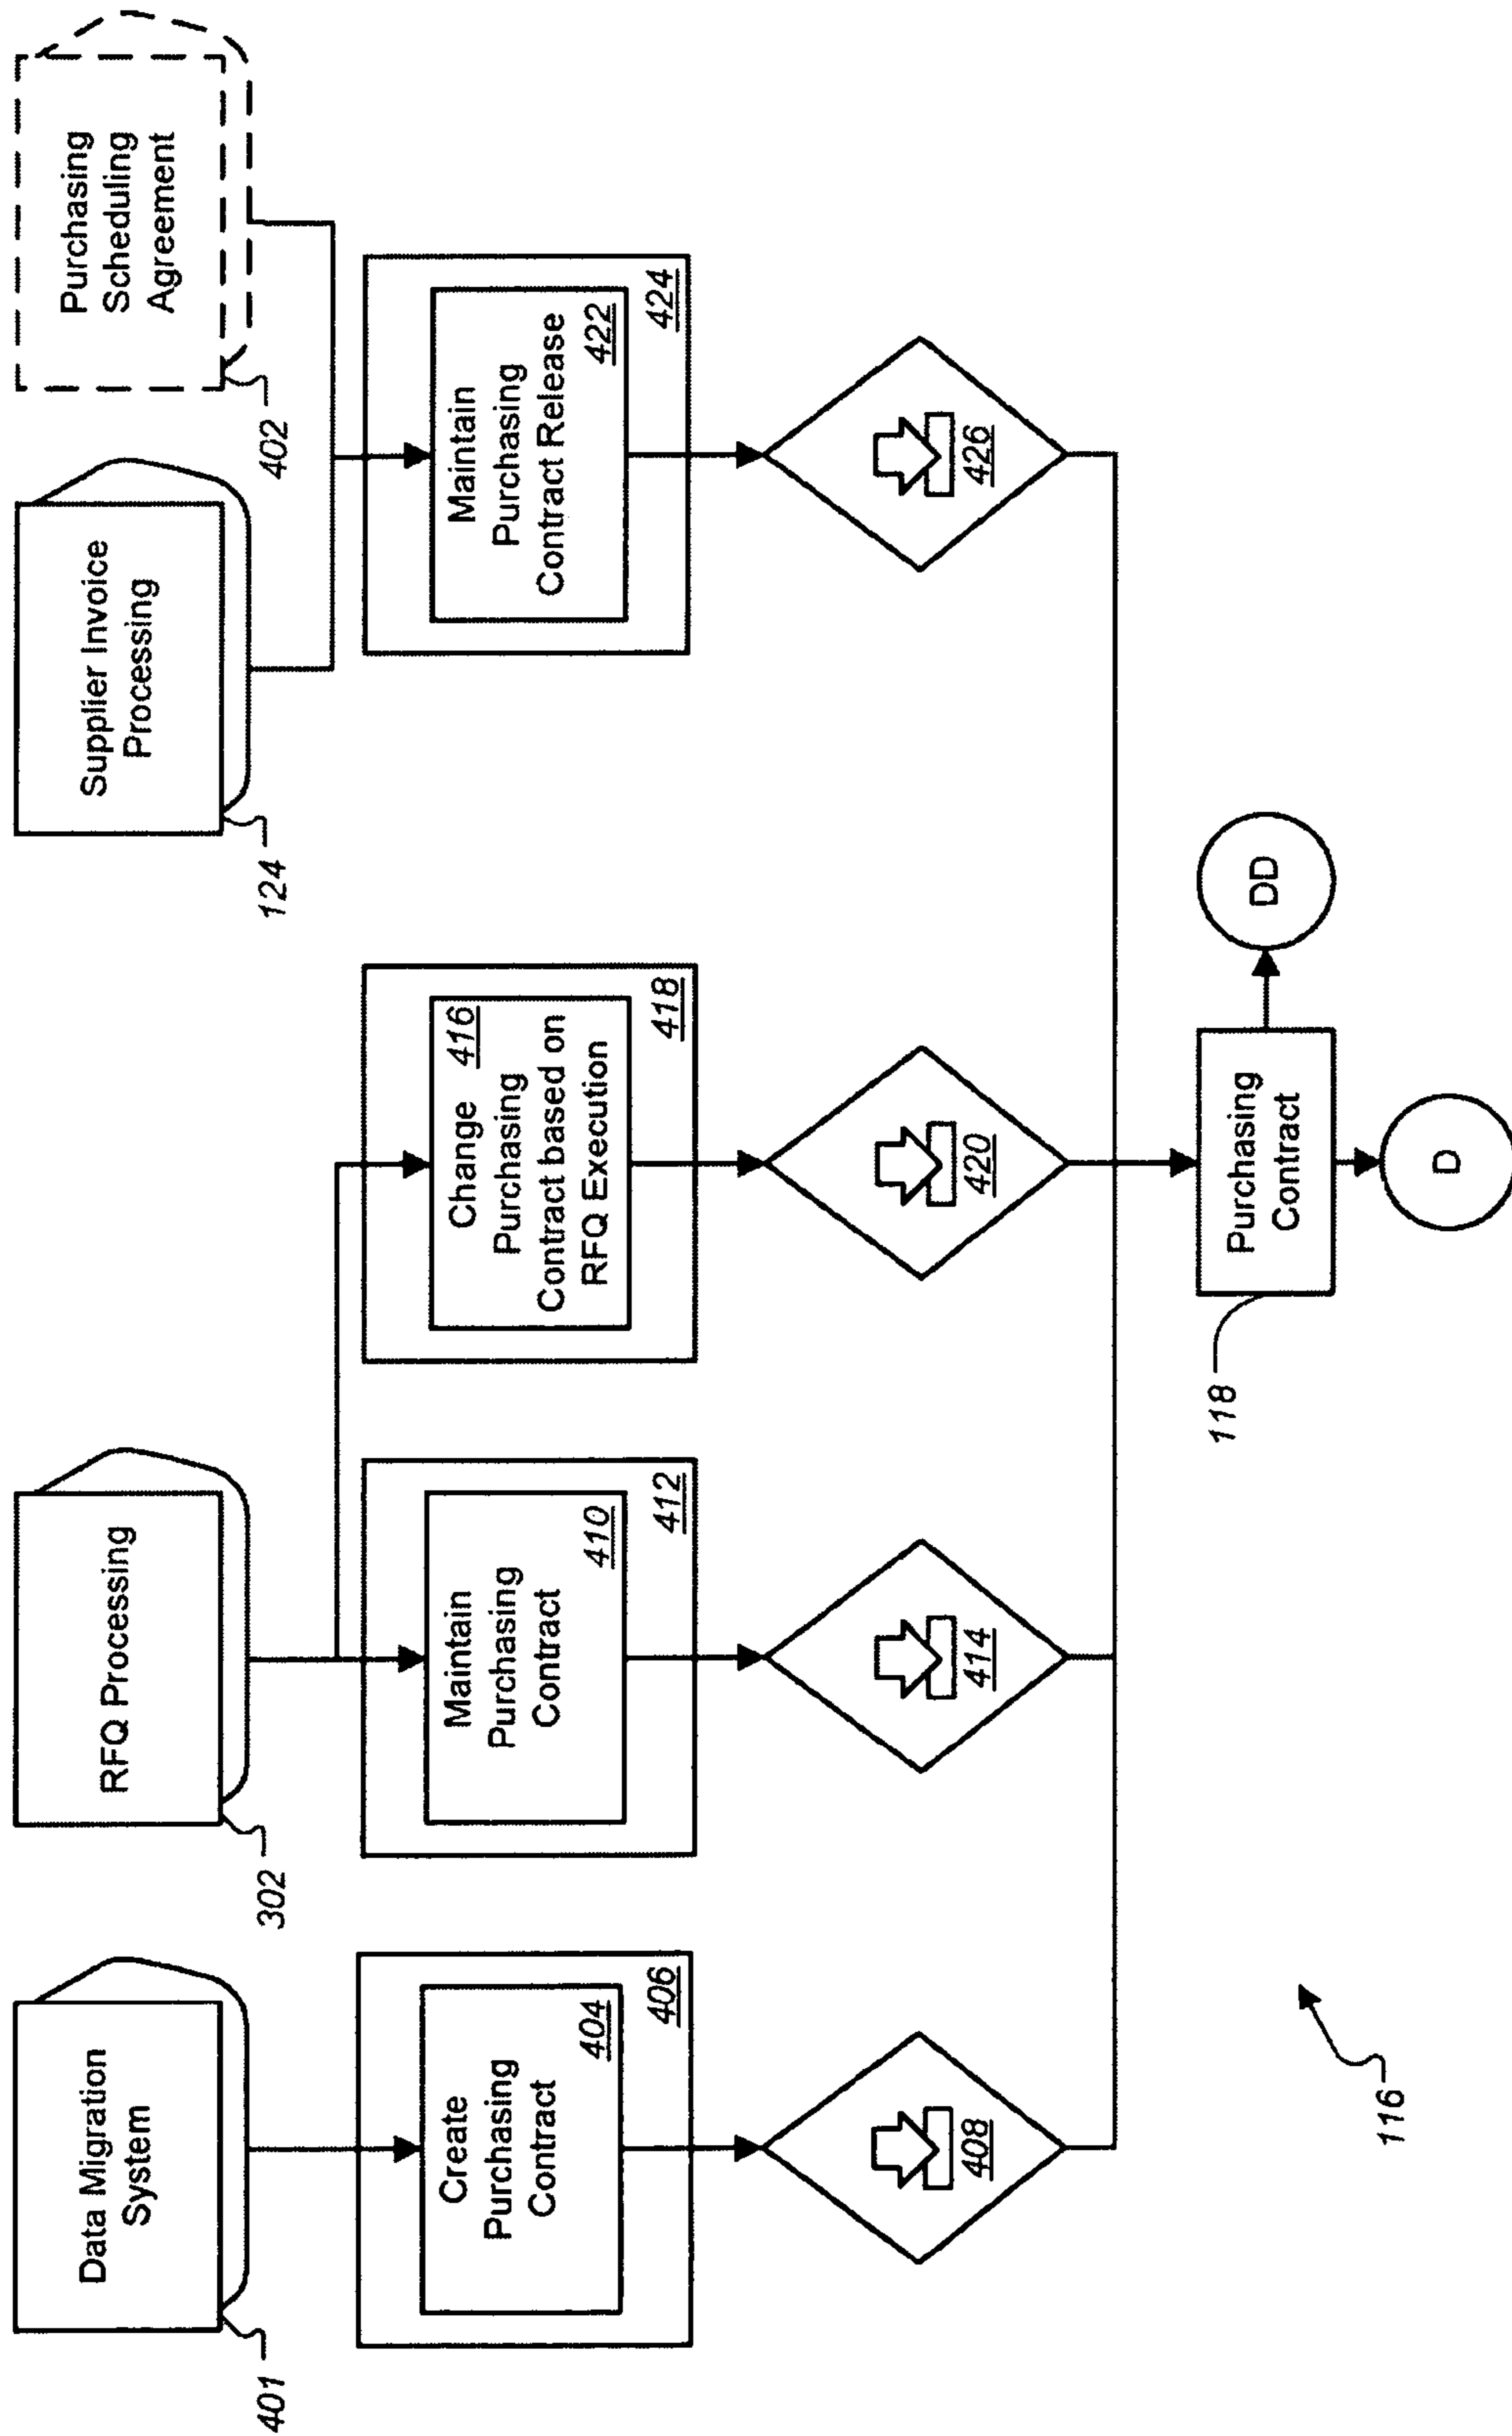 Data Migration
System
401
RFQ Processing
302
Supplier Invoice
Processing
124
Purchasing
Scheduling
Agreement
402
Create
Purchasing
Contract
404
406
Maintain
Purchasing
Contract
410
412
Change
416
Purchasing
Contract based on
RFQ Execution
418
Maintain
Purchasing
Contract Release
422
424
408
414
420
426
118
Purchasing
Contract
DD
D
116